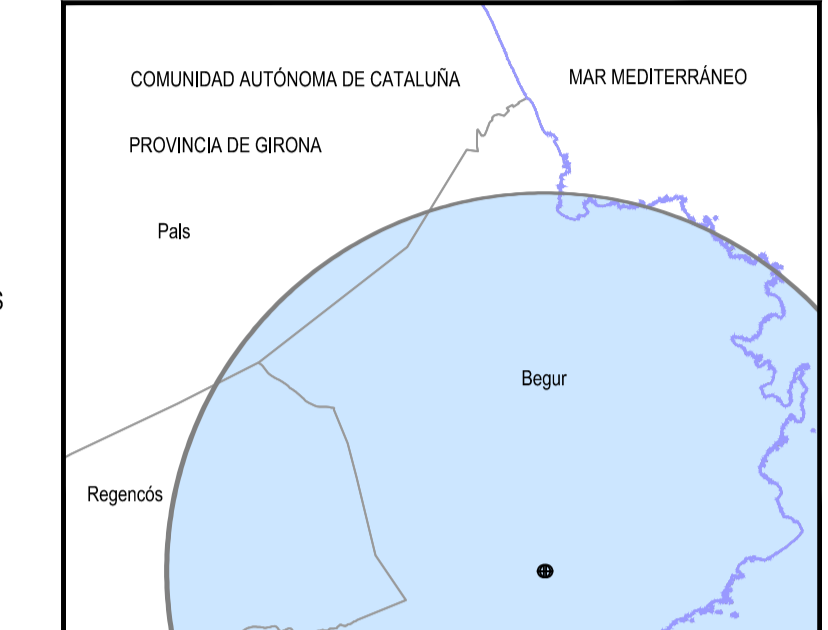 COMUNIDAD AUTÓNOMA DE CATALUÑA
MAR MEDITERRÁNEO
PROVINCIA DE GIRONA
Pals
S
Begur
Regencós